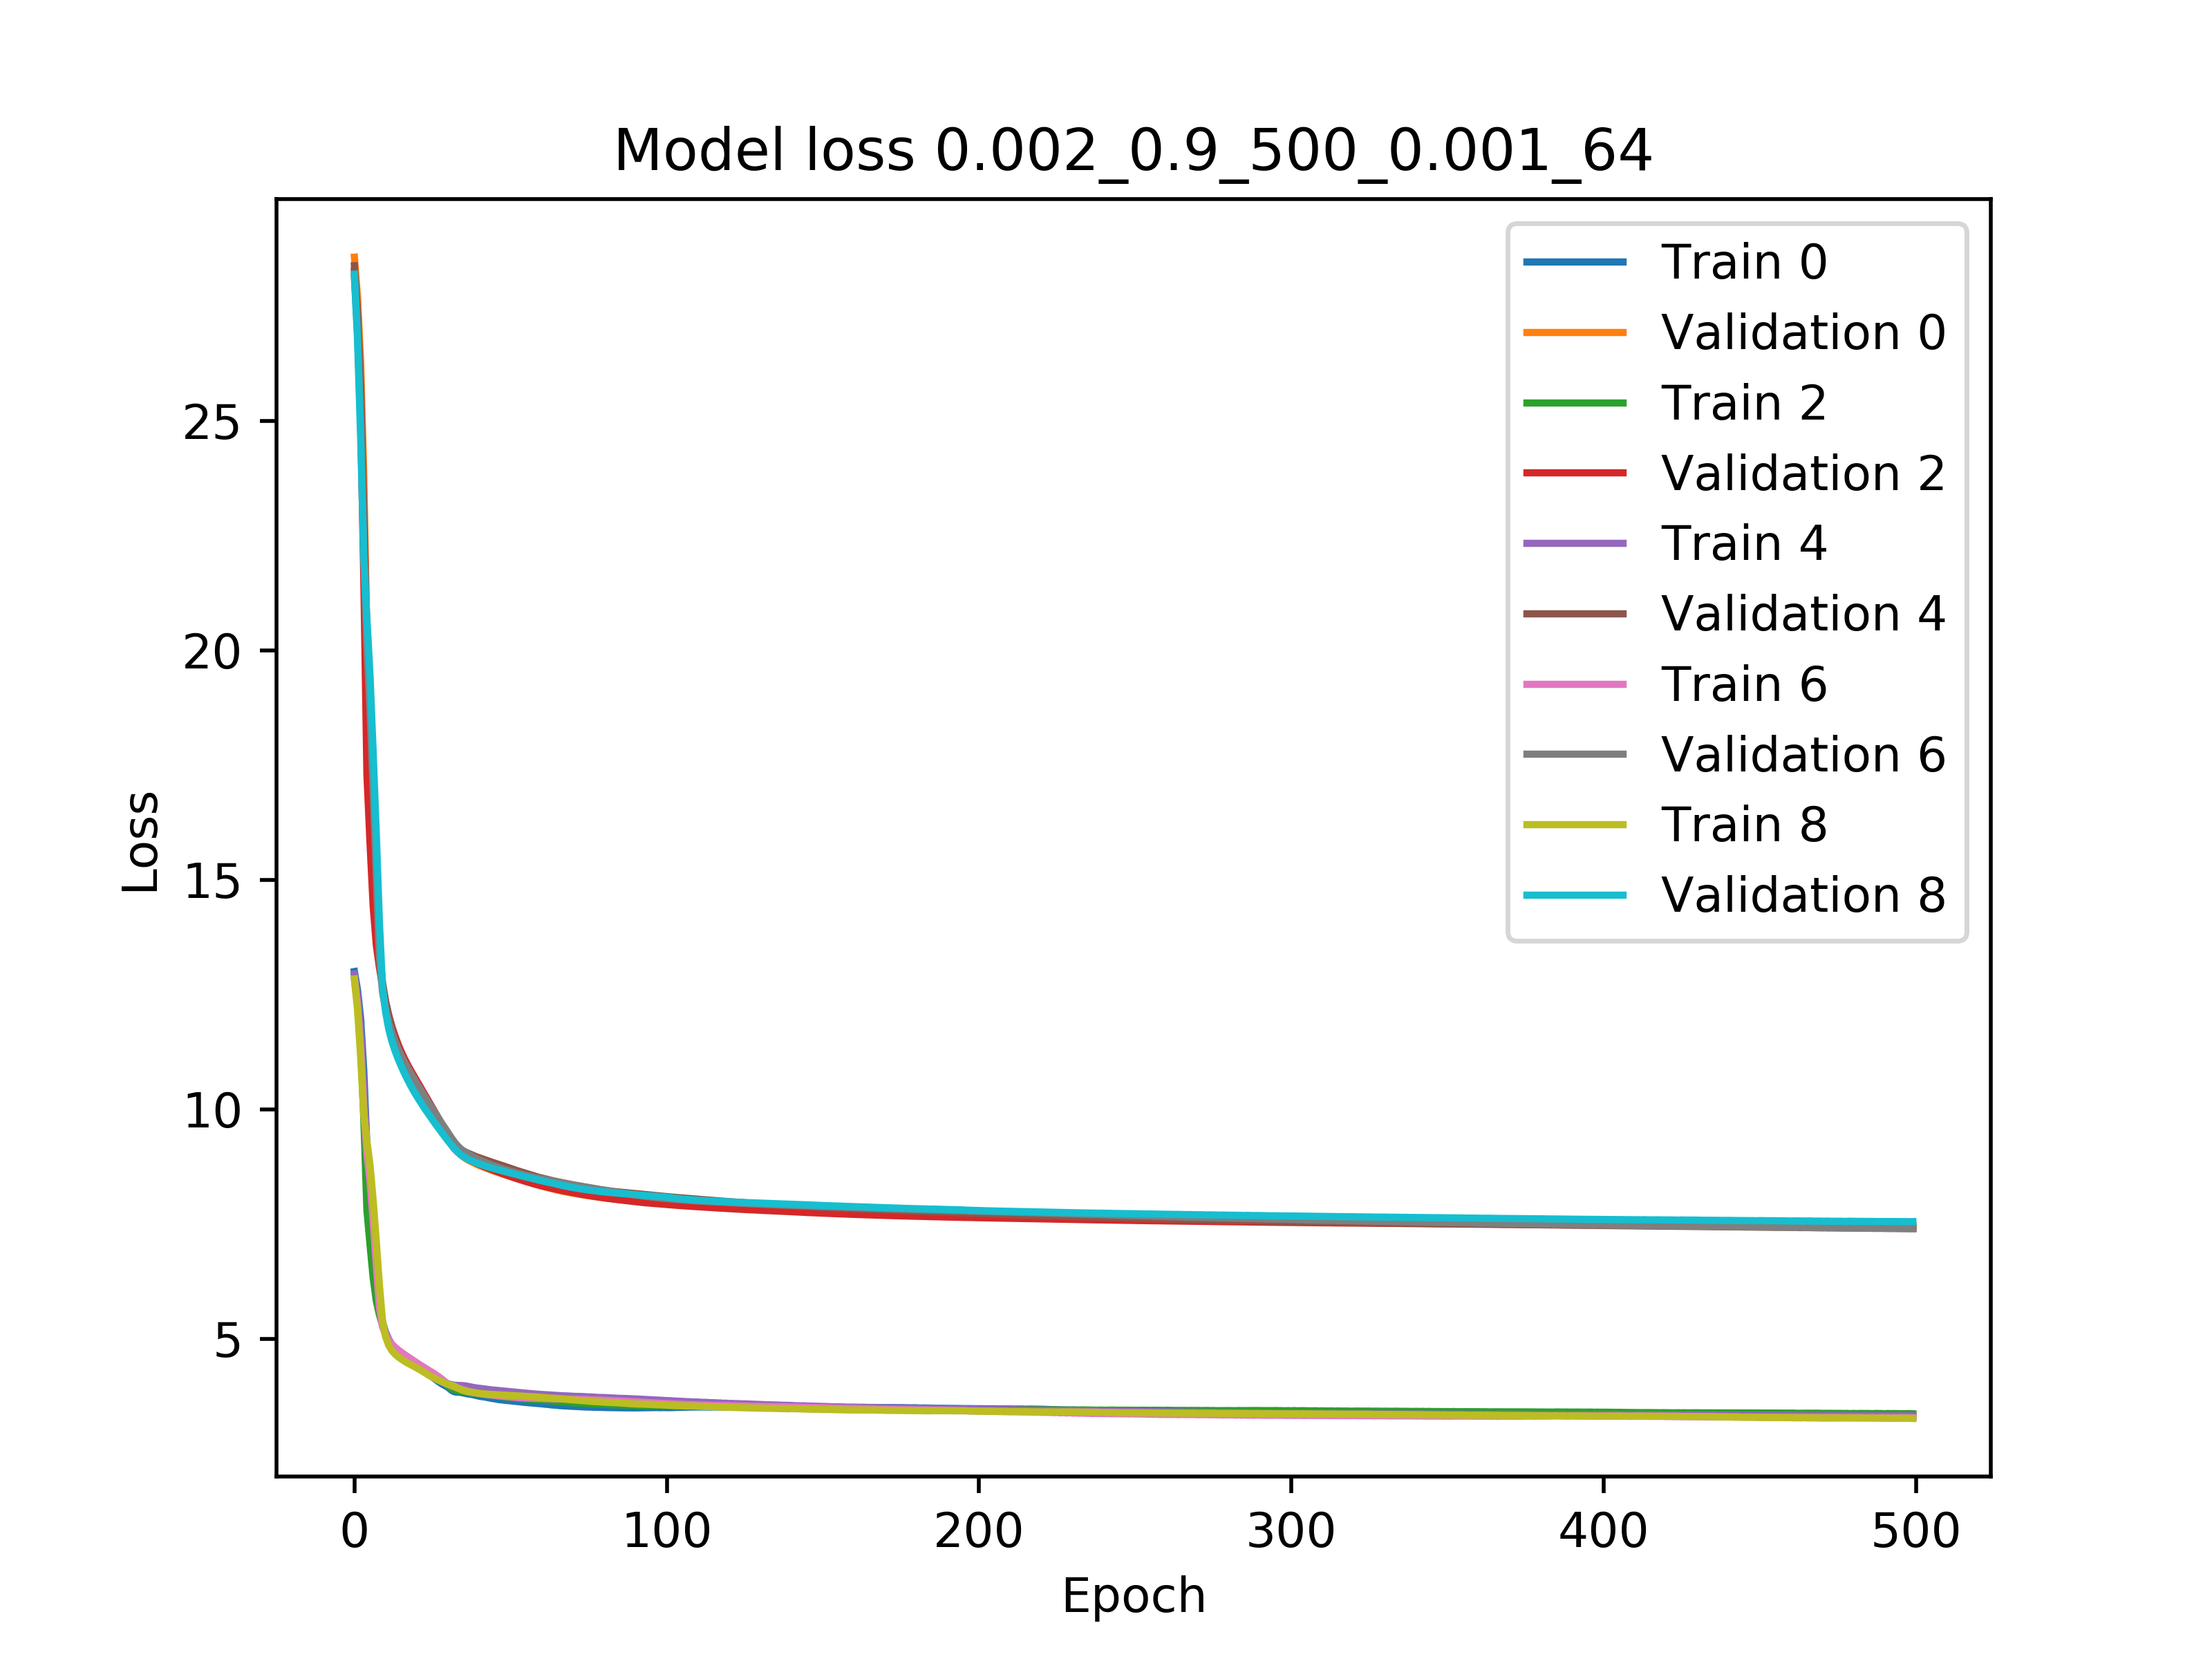 Model loss 0.002_0.9_500_0.001_64
Train 0
Validation 0
Train 2
Validation 2
Train 4
Validation 4
Train 6
Validation 6
Train 8
Validation 8
25
20
15
10
5
Loss
0 100 200 300 400 500
Epoch